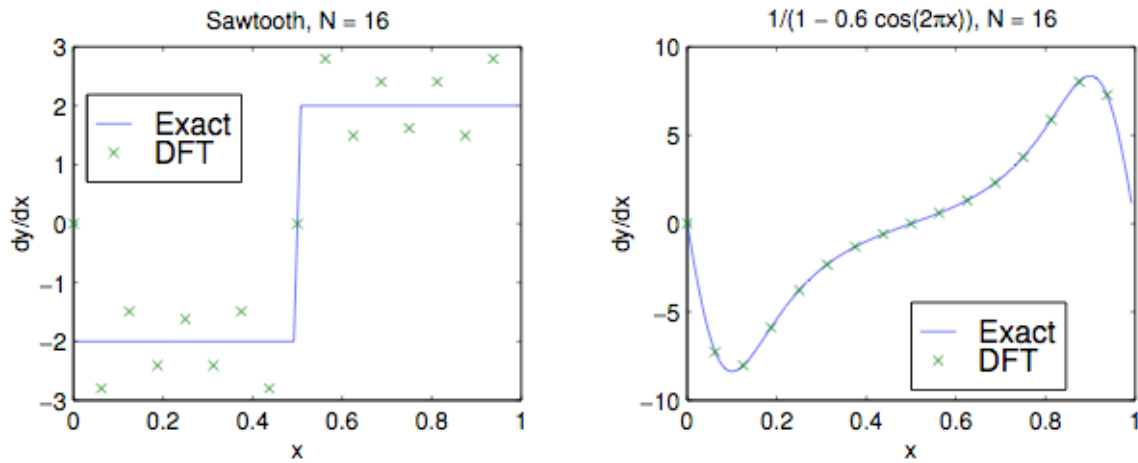 Sawtooth, N = 16
3
2
1
0
−1
−2
−3
dy/dx
Exact
DFT
0
0.2
0.4
0.6
0.8
1
x
1/(1 − 0.6 cos(2πx)), N = 16
10
5
0
−5
−10
dy/dx
Exact
DFT
0
0.2
0.4
0.6
0.8
1
x